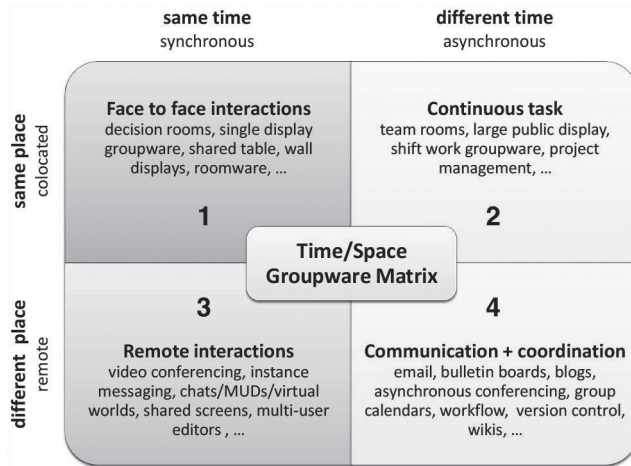 same time
synchronous
different time
asynchronous
same place
colocated
Face to face interactions
decision rooms, single display
groupware, shared table, wall
displays, roomware, ...
1
Continuous task
team rooms, large public display,
shift work groupware, project
management, ...
2
Time/Space
Groupware Matrix
different place
remote
3
Remote interactions
video conferencing, instance
messaging, chats/MUDs/virtual
worlds, shared screens, multi-user
editors , ...
4
Communication + coordination
email, bulletin boards, blogs,
asynchronous conferencing, group
calendars, workflow, version control,
wikis, ...